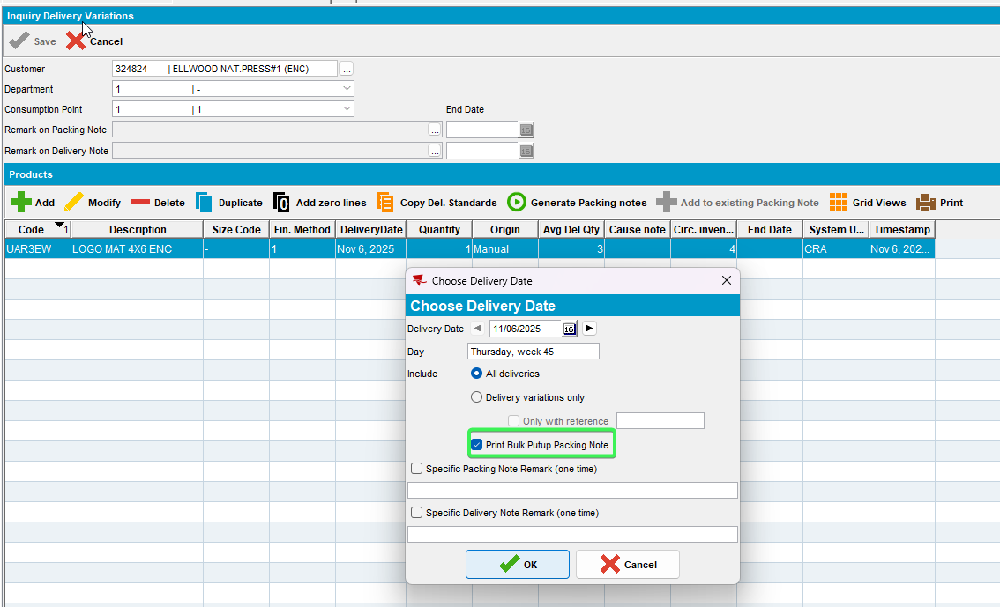 Inquiry Delivery Variations
Save Cancel
Customer 324824 | ELLWOOD NAT.PRESS#1 (ENC) ...
Department 1 | -
Consumption Point 1 | 1 End Date
Remark on Packing Note ... 16
Remark on Delivery Note ... 16
Products
Add Modify Delete Duplicate 0 Add zero lines Copy Del. Standards Generate Packing notes Add to existing Packing Note Grid Views Print
Code 1 Description Size Code Fin. Method DeliveryDate Quantity Origin Avg Del Qty Cause note Circ. inven... End Date System U... Timestamp
UAR3EW LOGO MAT 4X6 ENC - 1 Nov 6, 2025 1 Manual 3 4 CRA Nov 6, 202...
Choose Delivery Date
Choose Delivery Date
Delivery Date 11/06/2025 16
Day Thursday, week 45
Include All deliveries
Delivery variations only
Only with reference
Print Bulk Putup Packing Note
Specific Packing Note Remark (one time)
Specific Delivery Note Remark (one time)
OK Cancel